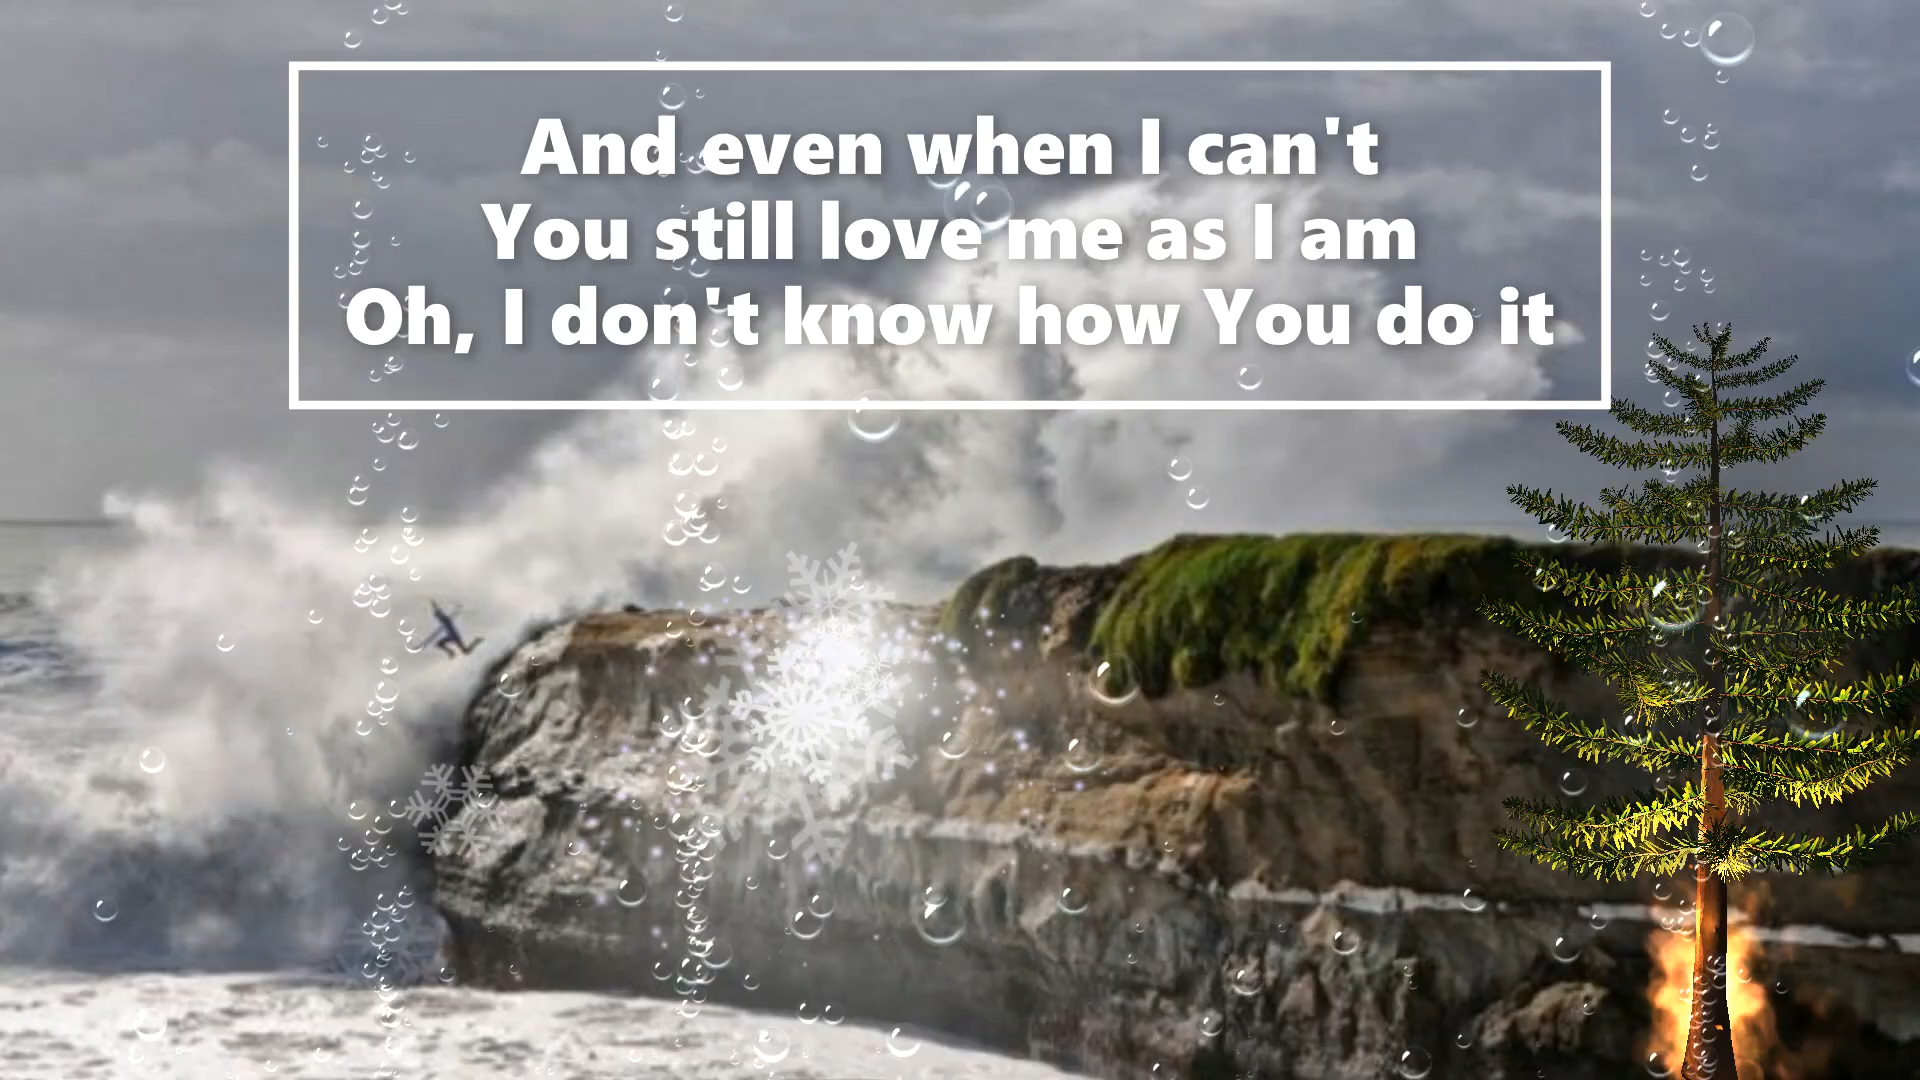 And even when I can't
You still love me as I am
Oh, I don't know how You do it